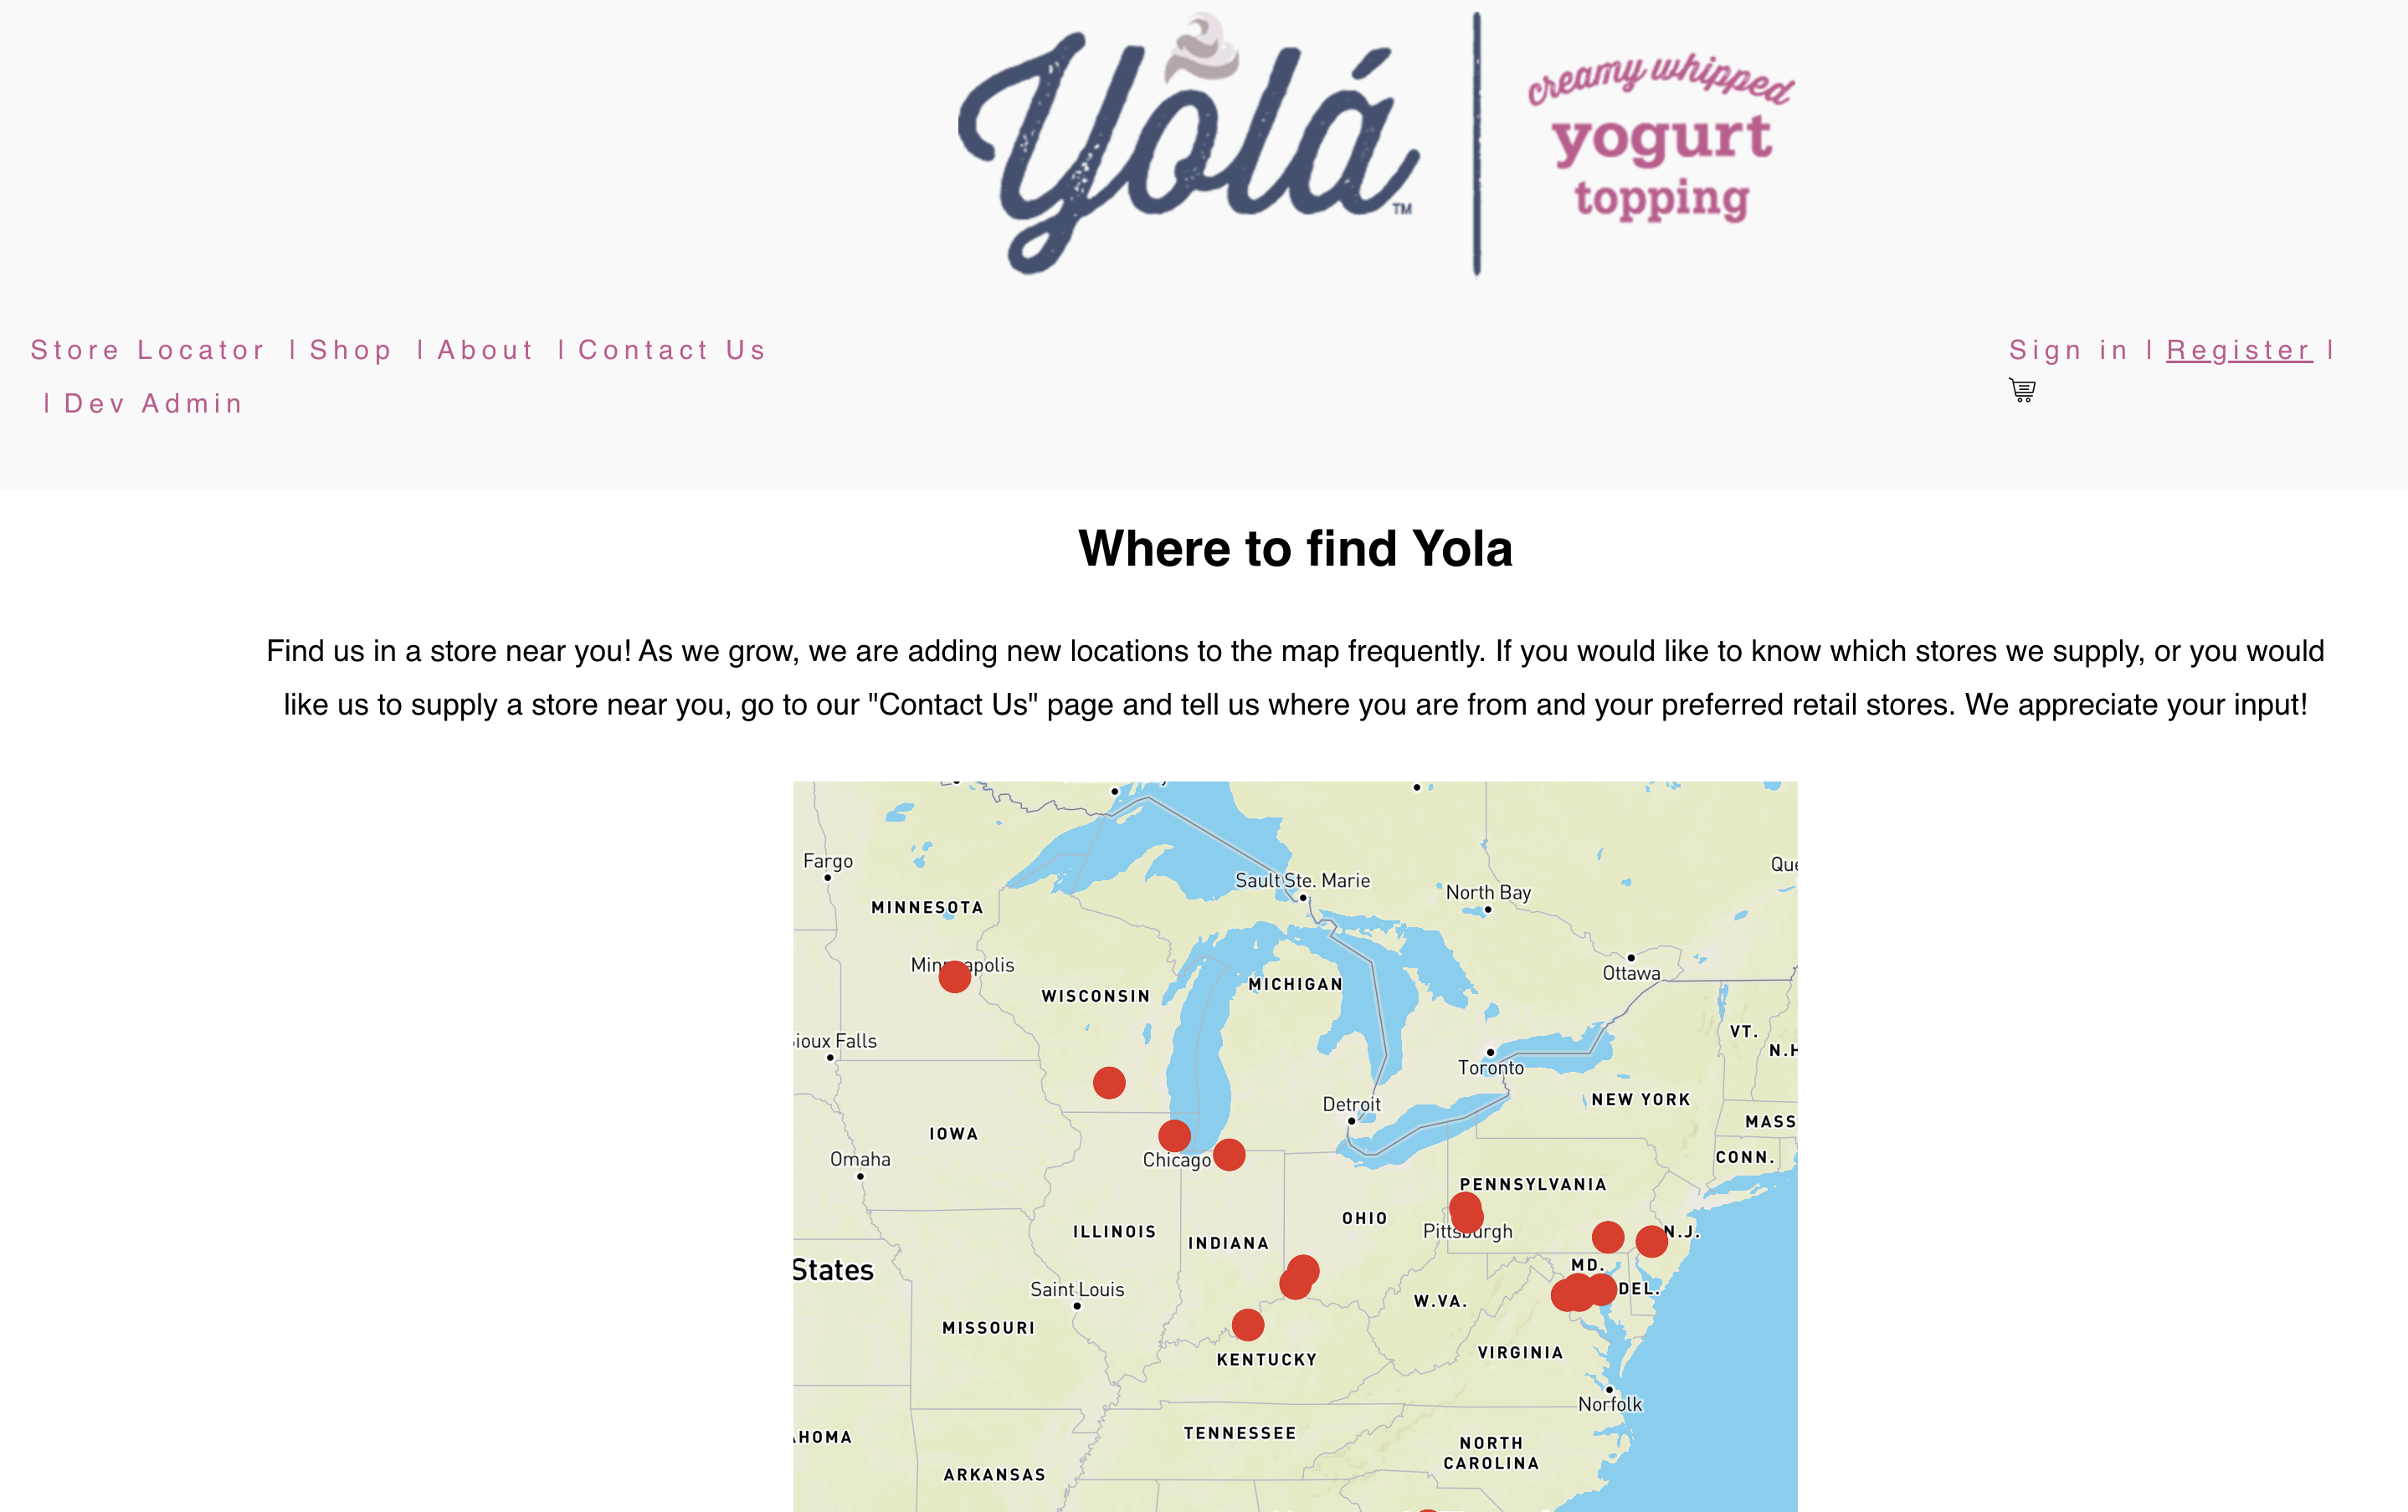 Yolá™
creamy whipped
yogurt
topping
Store Locator | Shop | About | Contact Us
| Dev Admin
Sign in | Register |
Where to find Yola
Find us in a store near you! As we grow, we are adding new locations to the map frequently. If you would like to know which stores we supply, or you would
like us to supply a store near you, go to our "Contact Us" page and tell us where you are from and your preferred retail stores. We appreciate your input!
Fargo
Sault Ste. Marie
North Bay
MINNESOTA
Minneapolis
Ottawa
MICHIGAN
WISCONSIN
VT.
Sioux Falls
Toronto
NEW YORK
Detroit
MASS
IOWA
Omaha
Chicago
CONN.
PENNSYLVANIA
OHIO
Pittsburgh
N.J.
ILLINOIS
INDIANA
MD.
States
DEL.
Saint Louis
W.VA.
MISSOURI
VIRGINIA
KENTUCKY
Norfolk
TENNESSEE
NORTH
CAROLINA
ARKANSAS